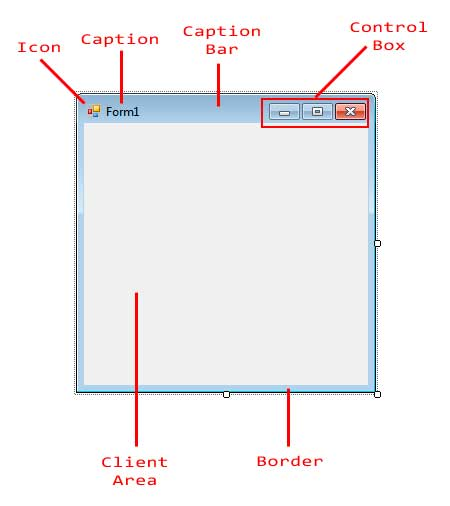 Icon
Caption
Caption
Bar
Control
Box
Form1
Client
Area
Border